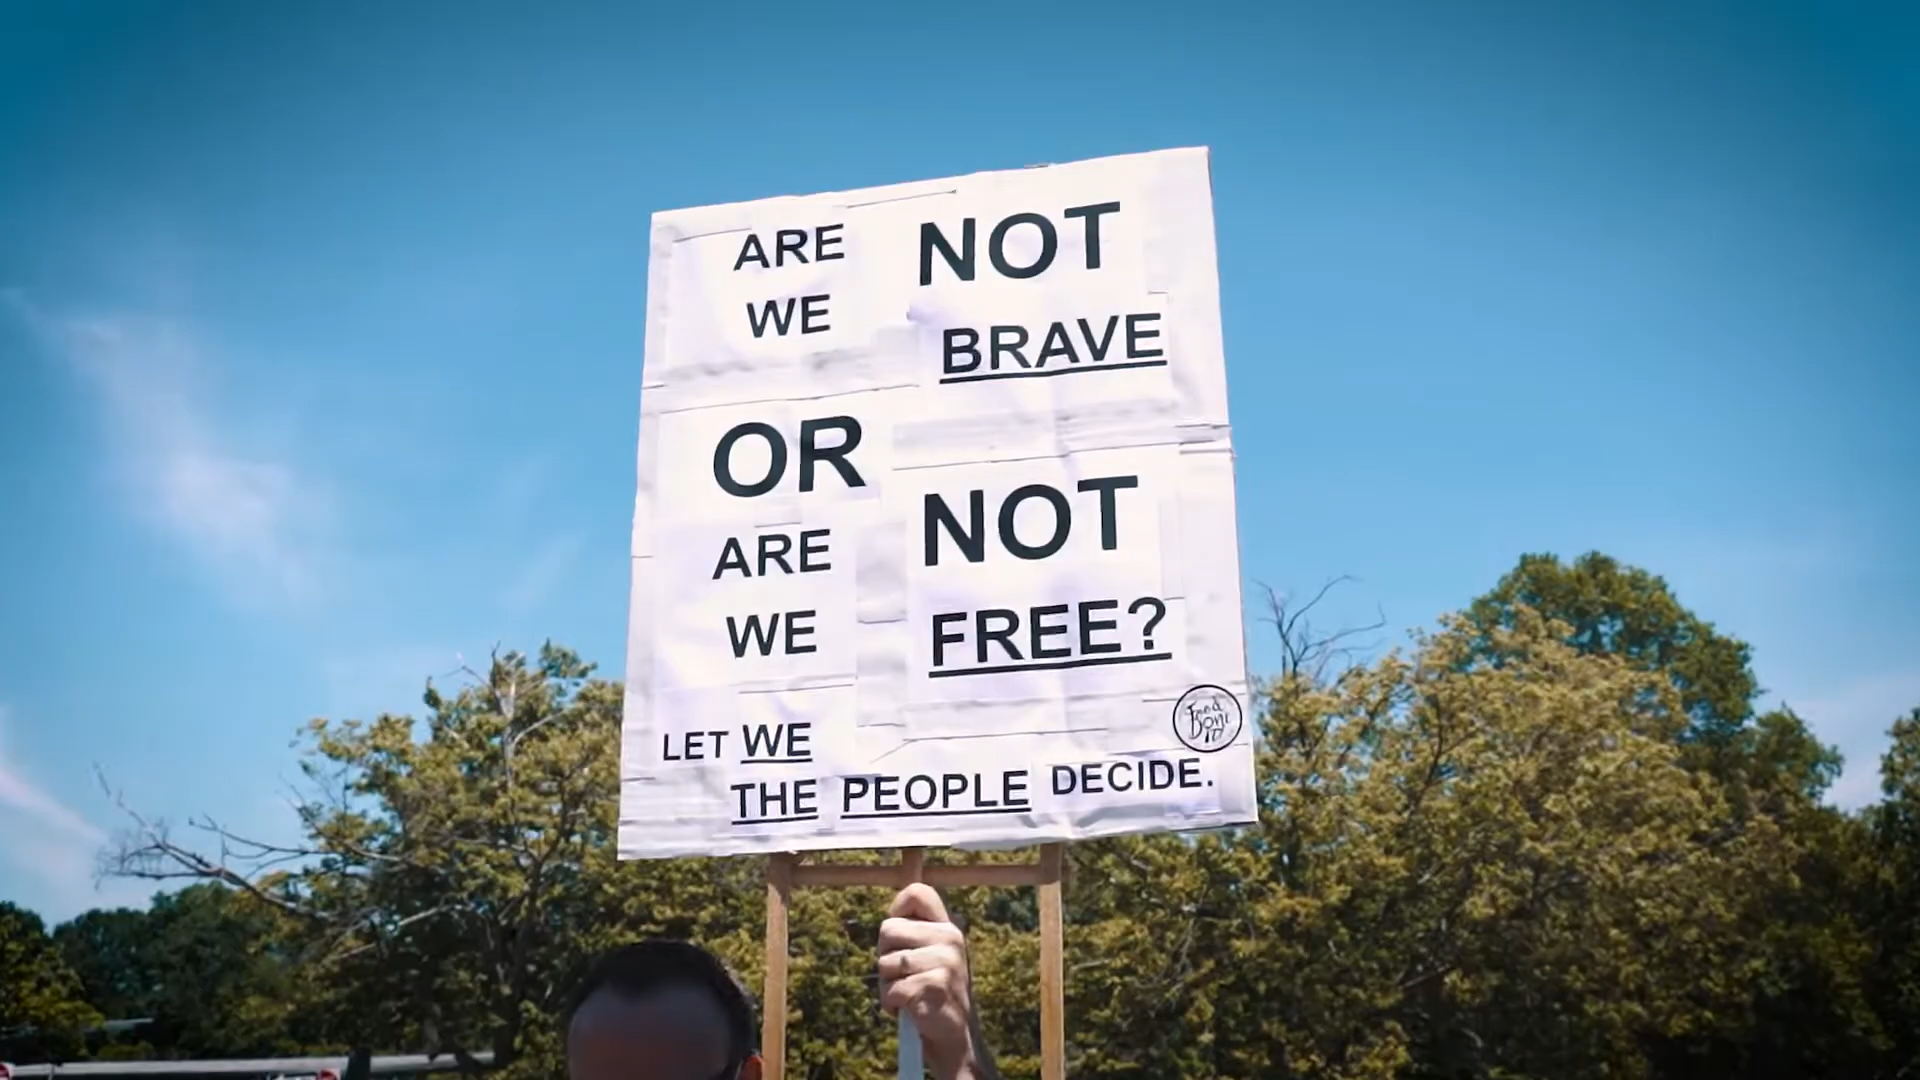 ARE NOT
WE BRAVE
OR
ARE NOT
WE FREE?
LET WE
THE PEOPLE DECIDE.